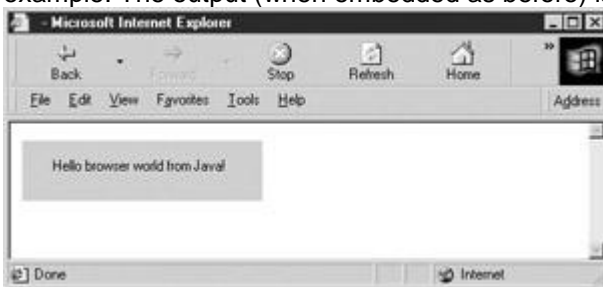 example. The output (when embedded as before) i
- Microsoft Internet Explorer
Back Forward Stop Refresh Home »
File Edit View Favorites Tools Help Address
Hello browser world from Java!
Done Internet